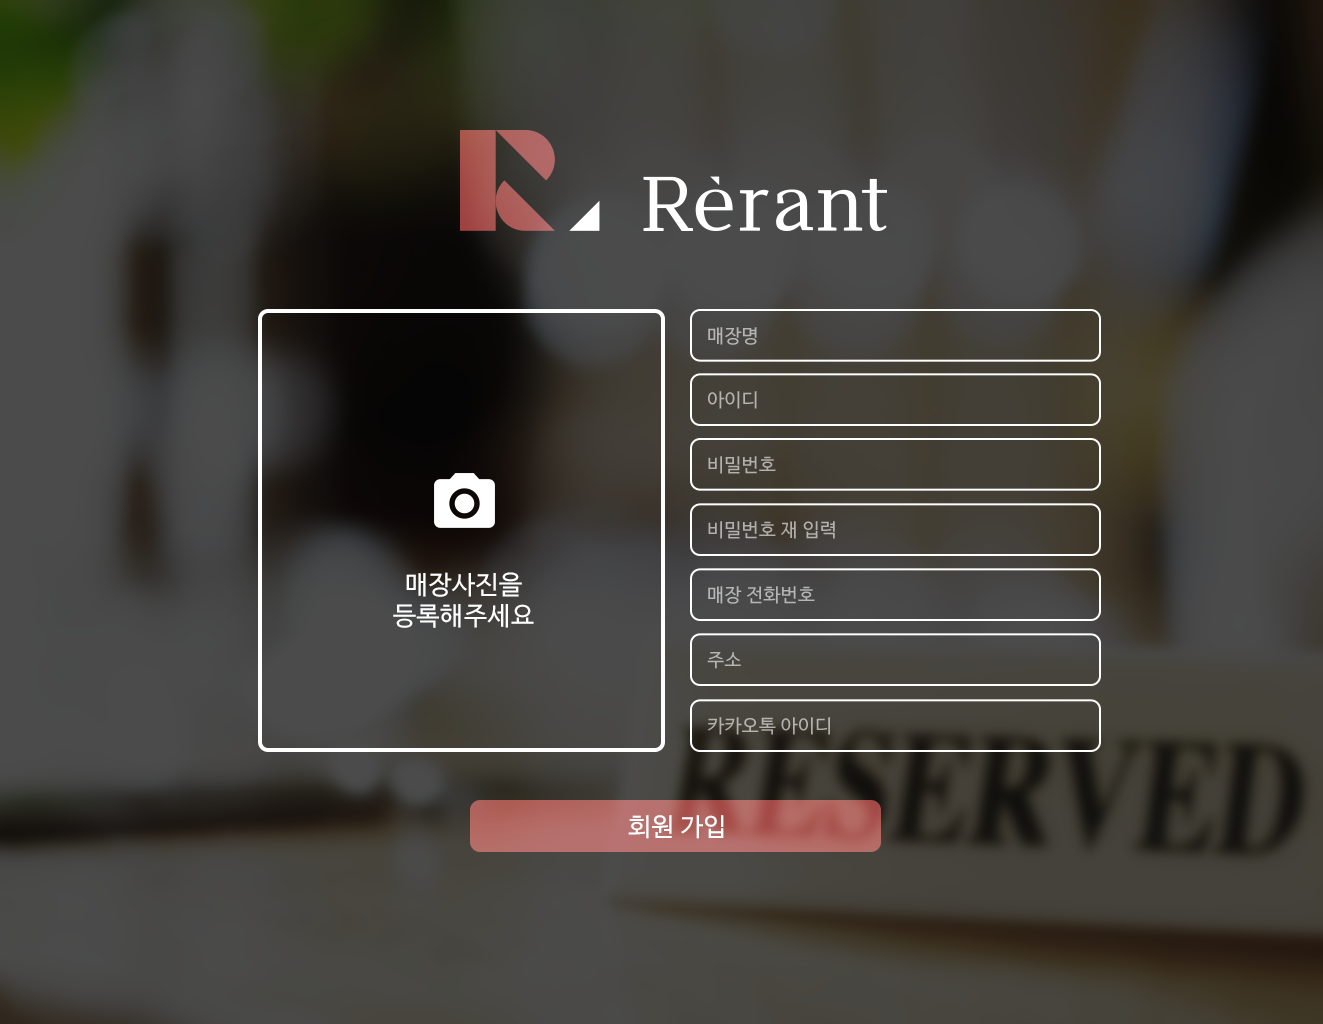 Rėrant
매장사진을
등록해주세요
매장명
아이디
비밀번호
비밀번호 재 입력
매장 전화번호
주소
카카오톡 아이디
RESERVED
회원 가입